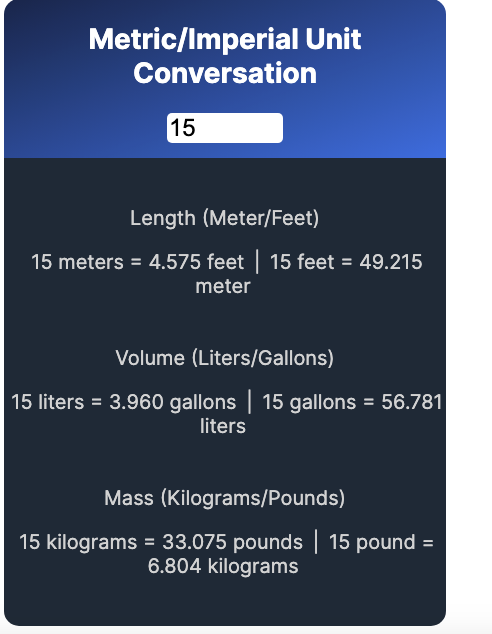 Metric/Imperial Unit
Conversation
15
Length (Meter/Feet)
15 meters = 4.575 feet | 15 feet = 49.215
meter
Volume (Liters/Gallons)
15 liters = 3.960 gallons | 15 gallons = 56.781
liters
Mass (Kilograms/Pounds)
15 kilograms = 33.075 pounds | 15 pound =
6.804 kilograms